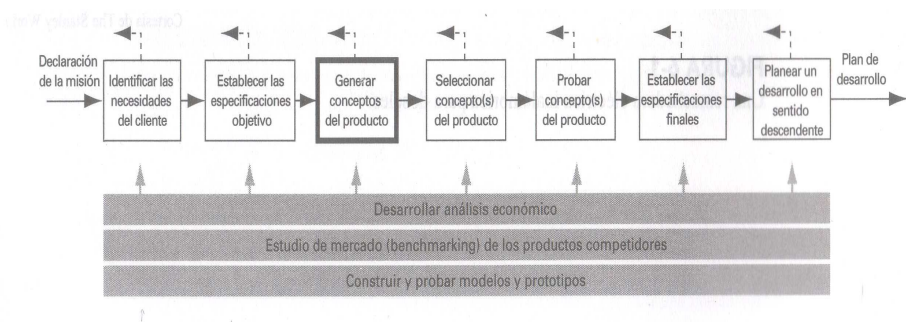 Declaración
de la misión
Identificar las
necesidades
del cliente
Establecer las
especificaciones
objetivo
Generar
conceptos
del producto
Seleccionar
concepto(s)
del producto
Probar
concepto(s)
del producto
Establecer las
especificaciones
finales
Planear un
desarrollo en
sentido
descendente
Plan de
desarrollo
Desarrollar análisis económico
Estudio de mercado (benchmarking) de los productos competidores
Construir y probar modelos y prototipos